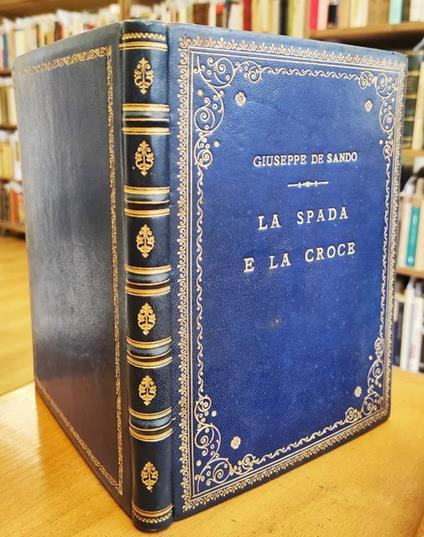 GIUSEPPE DE SANDO
LA SPADA
E LA CROCE